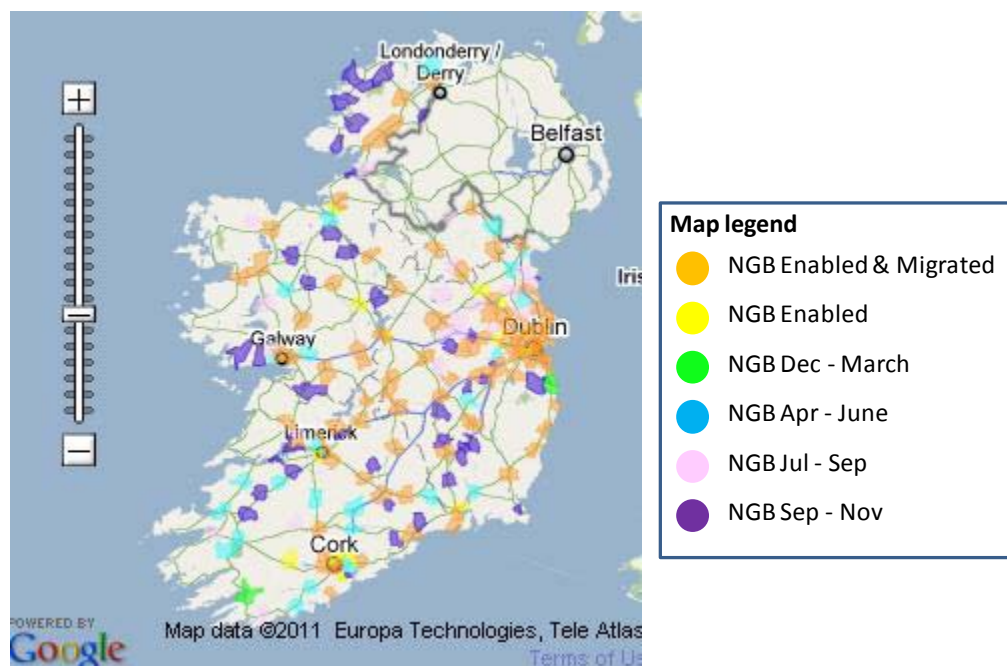 Londonderry /
Derry
Belfast
Iris
Dublin
Galway
Limerick
Cork
POWERED BY
Google
Map data ©2011 Europa Technologies, Tele Atlas
Terms of Us
Map legend
NGB Enabled & Migrated
NGB Enabled
NGB Dec - March
NGB Apr - June
NGB Jul - Sep
NGB Sep - Nov